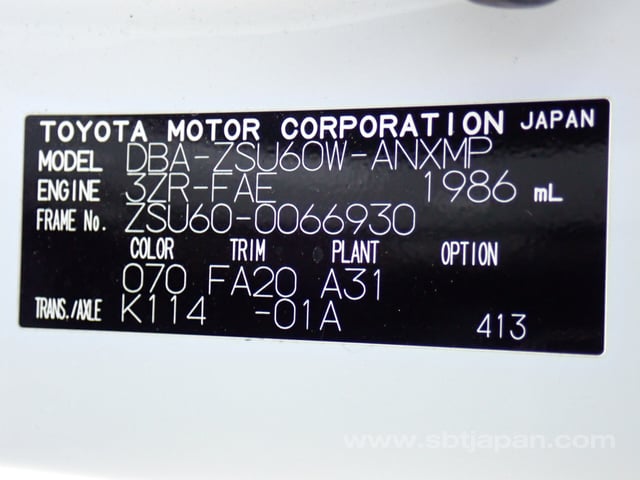 TOYOTA MOTOR CORPORATION JAPAN
MODEL DBA-ZSU60W-ANXMP
ENGINE 3ZR-FAE 1986 mL
FRAME No. ZSU60-0066930
COLOR TRIM PLANT OPTION
070 FA20 A31
TRANS./AXLE K114 -01A
413
www.sbtjapan.com